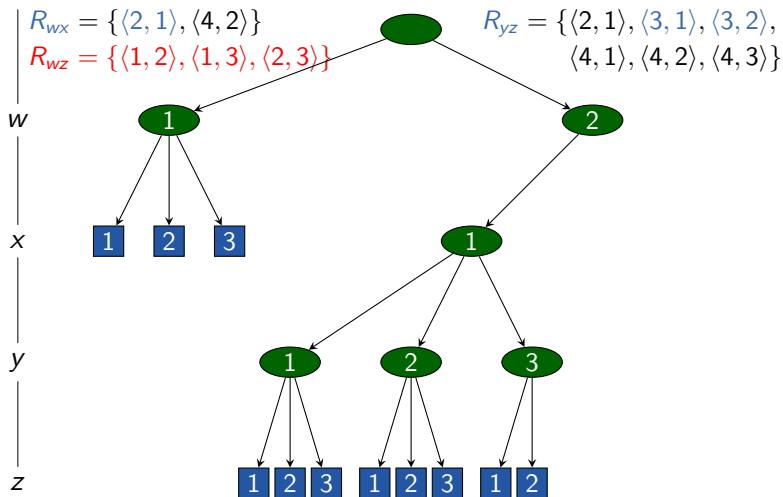 R_wx = {⟨2, 1⟩, ⟨4, 2⟩}
R_wz = {⟨1, 2⟩, ⟨1, 3⟩, ⟨2, 3⟩}
R_yz = {⟨2, 1⟩, ⟨3, 1⟩, ⟨3, 2⟩,
⟨4, 1⟩, ⟨4, 2⟩, ⟨4, 3⟩}
w 1 2
x 1 2 3 1
y 1 2 3
z 1 2 3 1 2 3 1 2